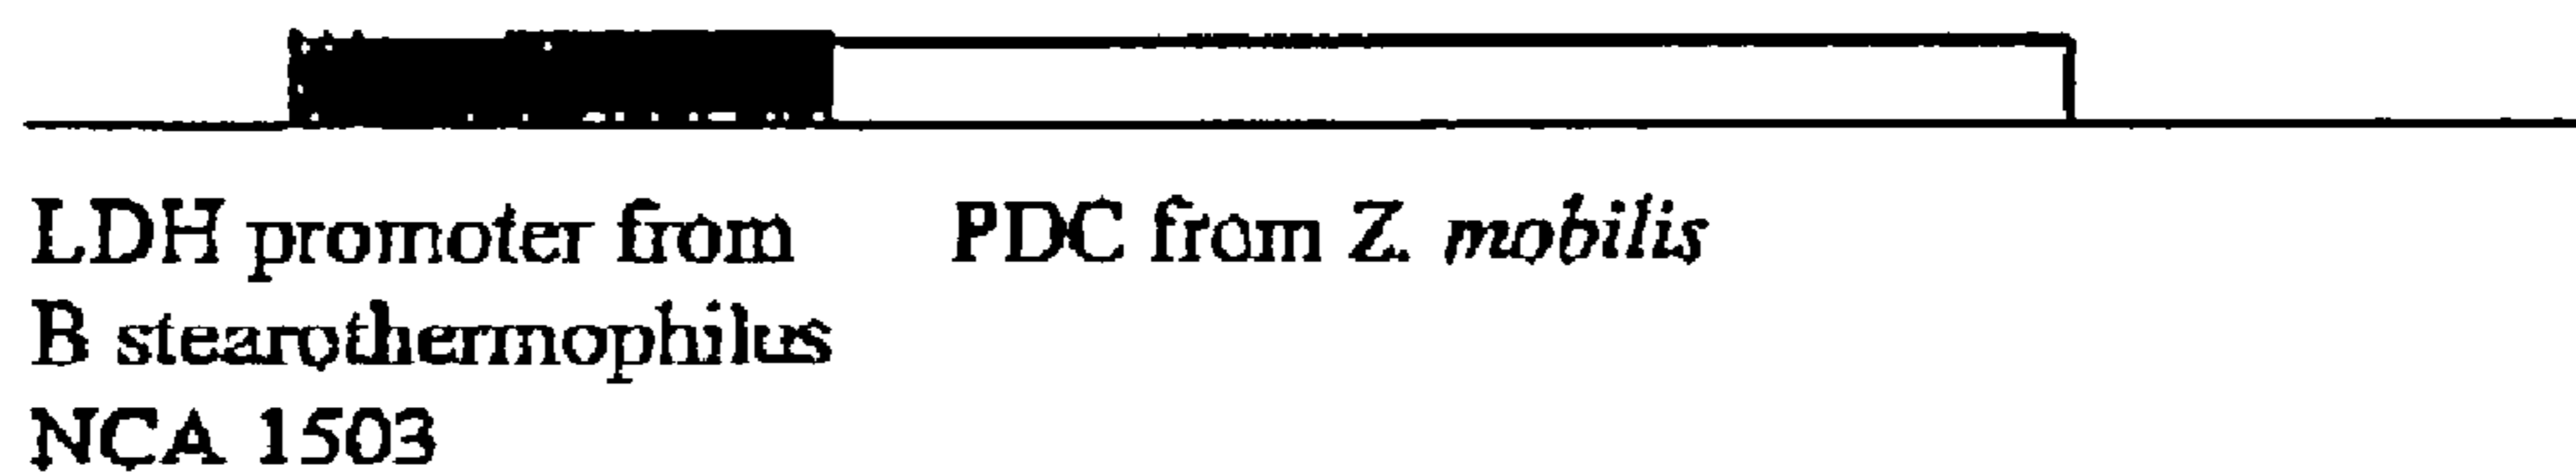 LDH promoter from
B stearothermophilus
NCA 1503
PDC from Z. mobilis